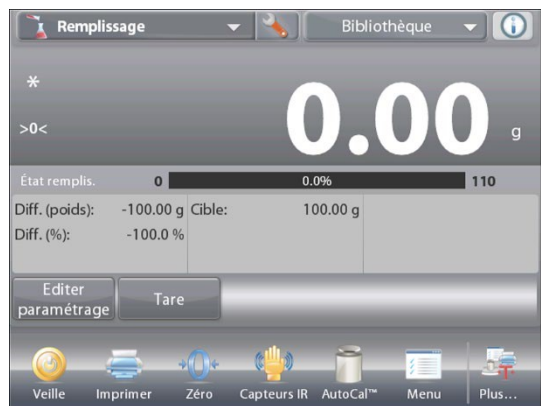 Remplissage Bibliothèque
*
>0< 0.00 g
État remplis. 0 0.0% 110
Diff. (poids): -100.00 g Cible: 100.00 g
Diff. (%): -100.0 %
Editer
paramétrage Tare
Veille Imprimer Zéro Capteurs IR AutoCal™ Menu Plus...